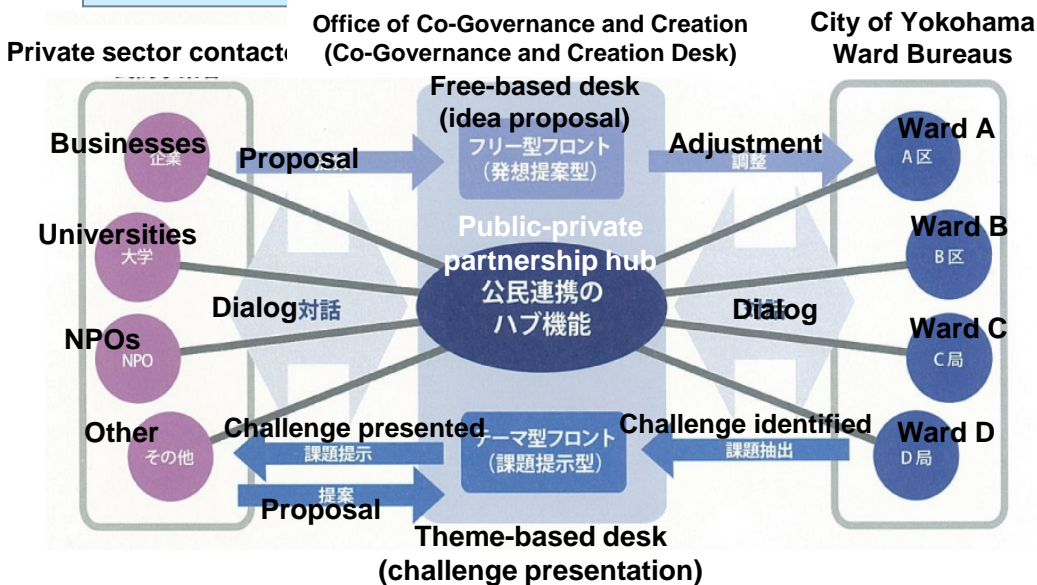 Office of Co-Governance and Creation
(Co-Governance and Creation Desk)
City of Yokohama
Ward Bureaus
Private sector
Free-based desk
(idea proposal)
フリー型フロント
(発想提案型)
Businesses
企業
Proposal
Adjustment
調整
Ward A
A区
Universities
大学
Public-private
partnership hub
公民連携の
ハブ機能
Ward B
B区
Dialog
対話
Dialog
NPOs
NPO
Ward C
C局
Other
その他
Challenge presented
課題提示
テーマ型フロント
(課題提示型)
Challenge identified
課題抽出
Ward D
D局
提案
Proposal
Theme-based desk
(challenge presentation)